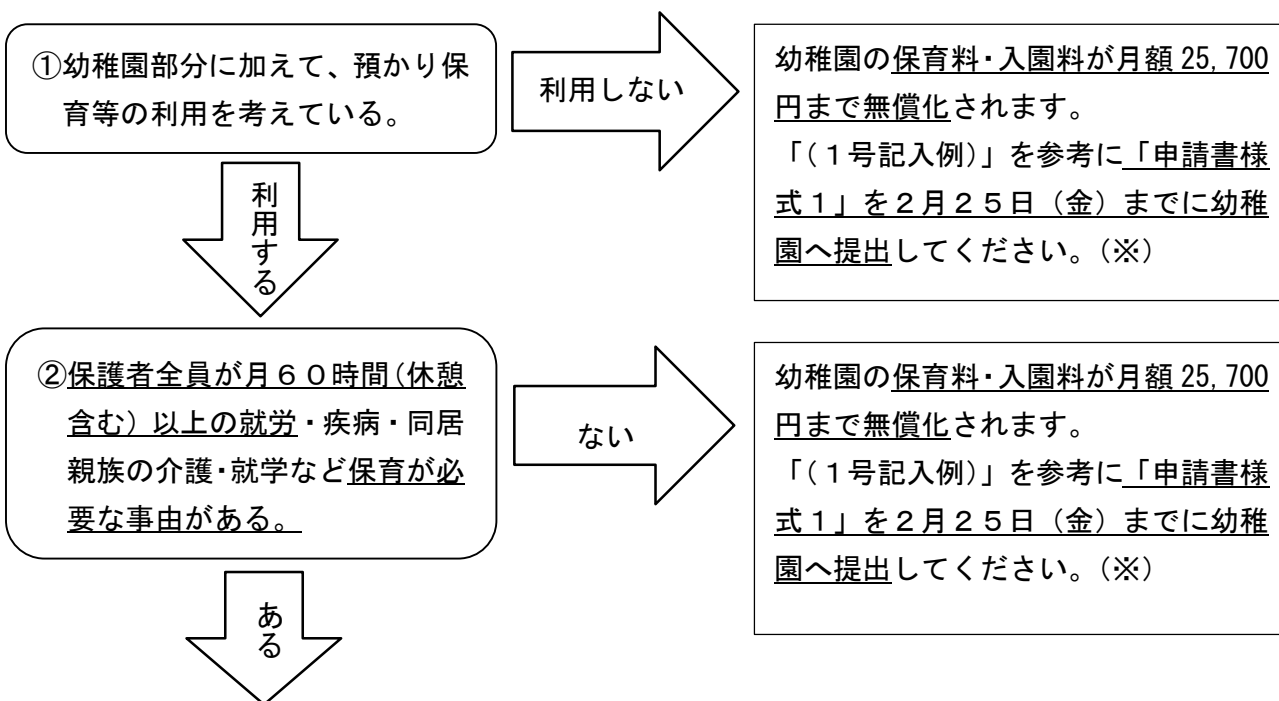 ①幼稚園部分に加えて、預かり保
育等の利用を考えている。
利用しない
幼稚園の保育料・入園料が月額 25,700
円まで無償化されます。
「(1号記入例)」を参考に「申請書様
式1」を2月25日(金)までに幼稚
園へ提出してください。(※)
利用する
②保護者全員が月60時間(休憩
含む)以上の就労・疾病・同居
親族の介護・就学など保育が必
要な事由がある。
ない
幼稚園の保育料・入園料が月額 25,700
円まで無償化されます。
「(1号記入例)」を参考に「申請書様
式1」を2月25日(金)までに幼稚
園へ提出してください。(※)
ある